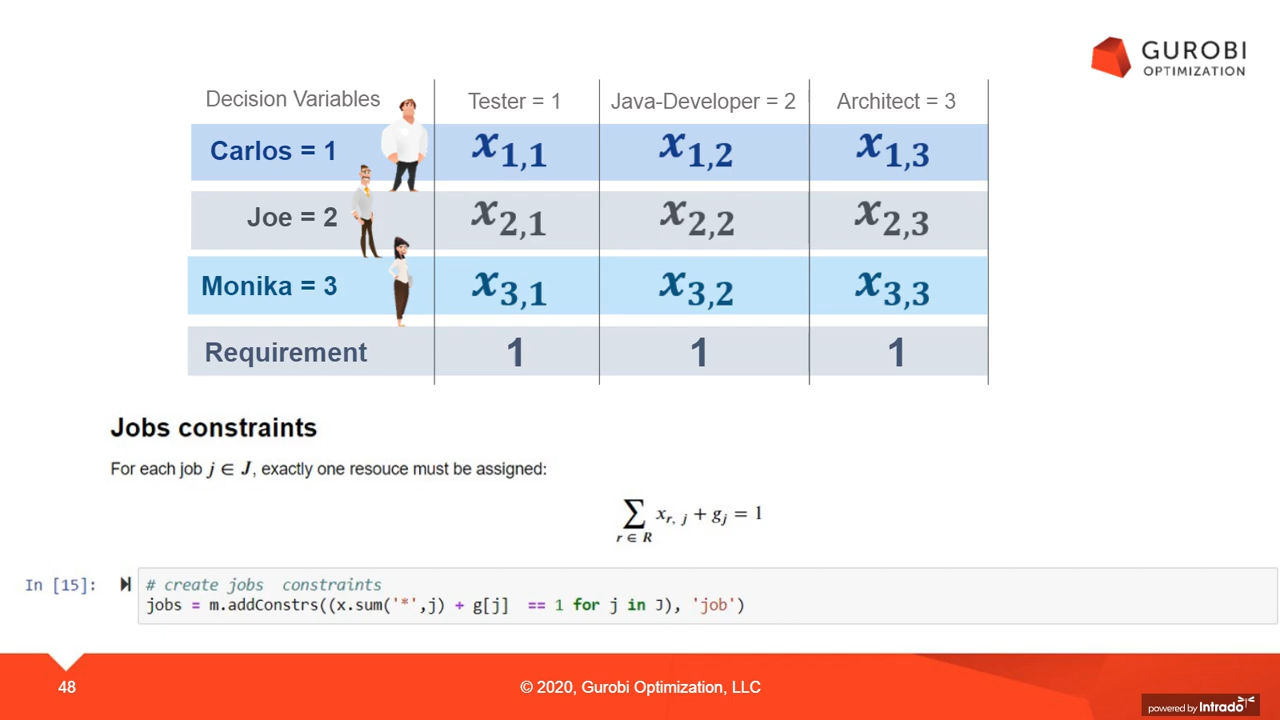 GUROBI
OPTIMIZATION
Decision Variables Tester = 1 Java-Developer = 2 Architect = 3
Carlos = 1 x1,1 x1,2 x1,3
Joe = 2 x2,1 x2,2 x2,3
Monika = 3 x3,1 x3,2 x3,3
Requirement 1 1 1
Jobs constraints
For each job j ∈ J, exactly one resouce must be assigned:
∑ r ∈ R xr, j + gj = 1
In [15]: # create jobs constraints
jobs = m.addConstrs((x.sum('*',j) + g[j] == 1 for j in J), 'job')
48 © 2020, Gurobi Optimization, LLC
powered by Intrado